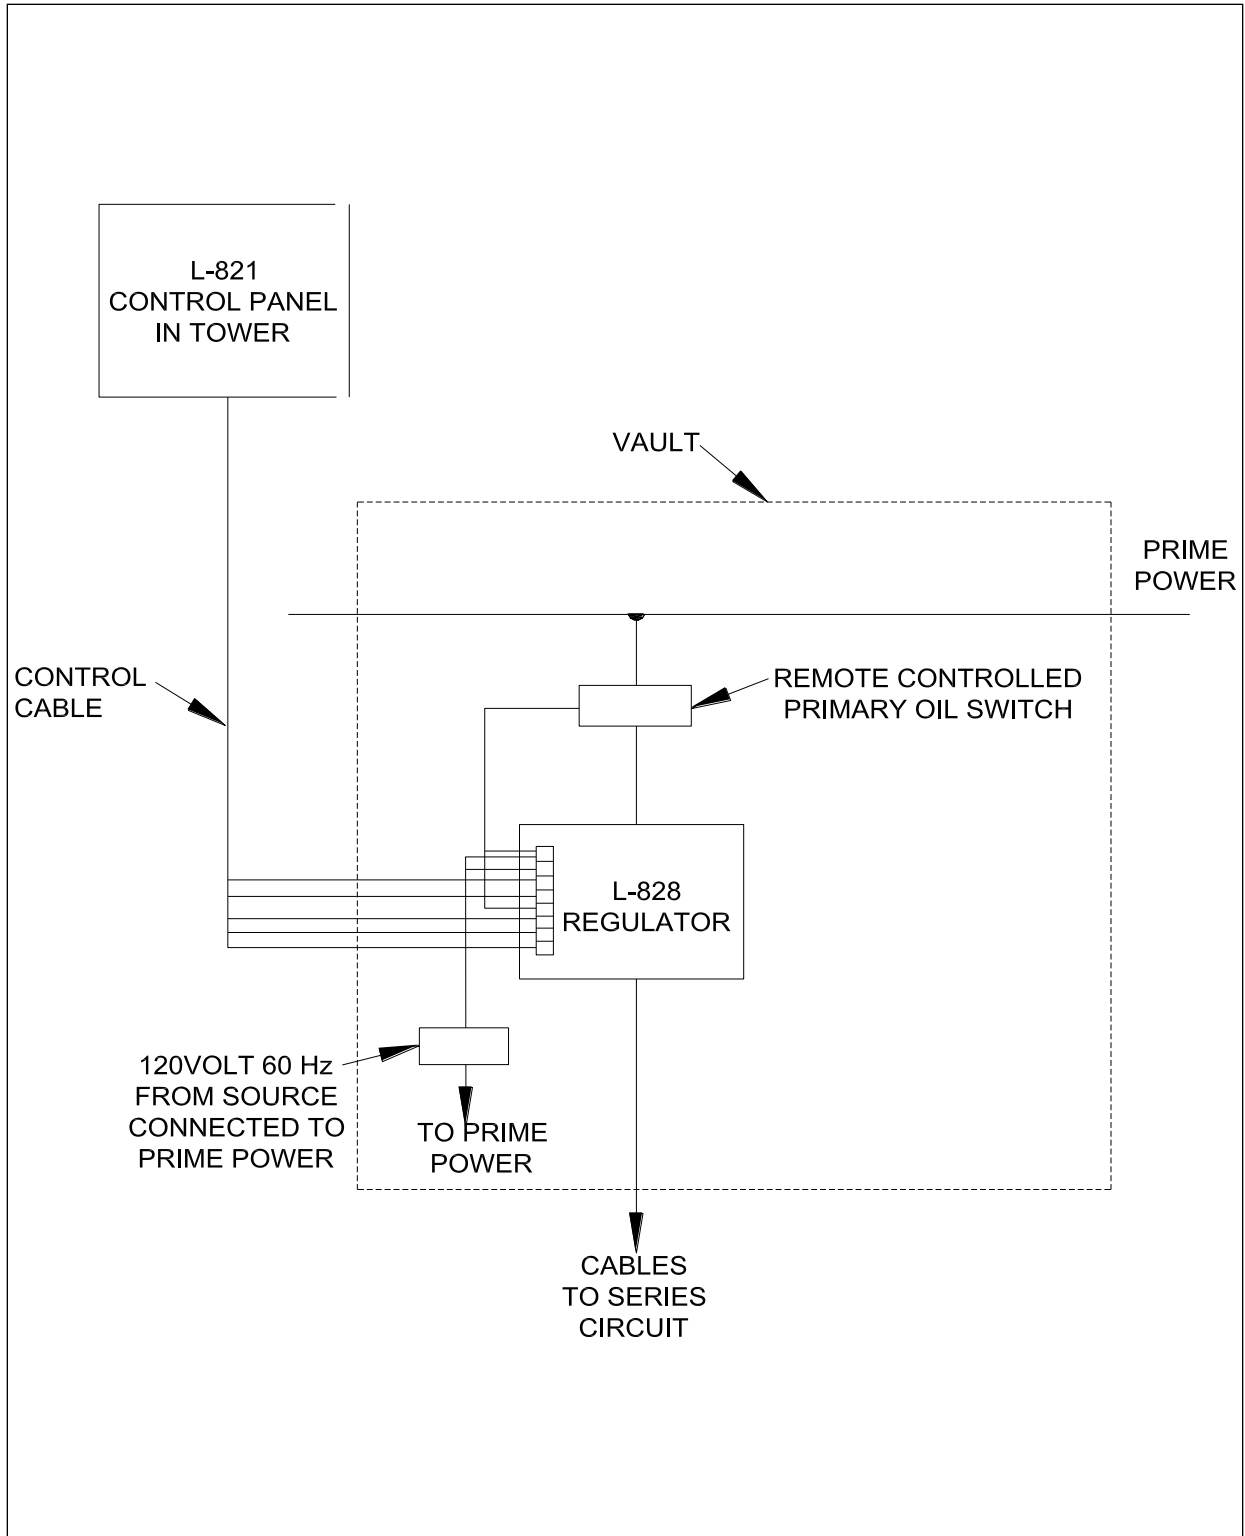 L-821
CONTROL PANEL
IN TOWER
VAULT
PRIME
POWER
CONTROL
CABLE
REMOTE CONTROLLED
PRIMARY OIL SWITCH
L-828
REGULATOR
120VOLT 60 Hz
FROM SOURCE
CONNECTED TO
PRIME POWER
TO PRIME
POWER
CABLES
TO SERIES
CIRCUIT